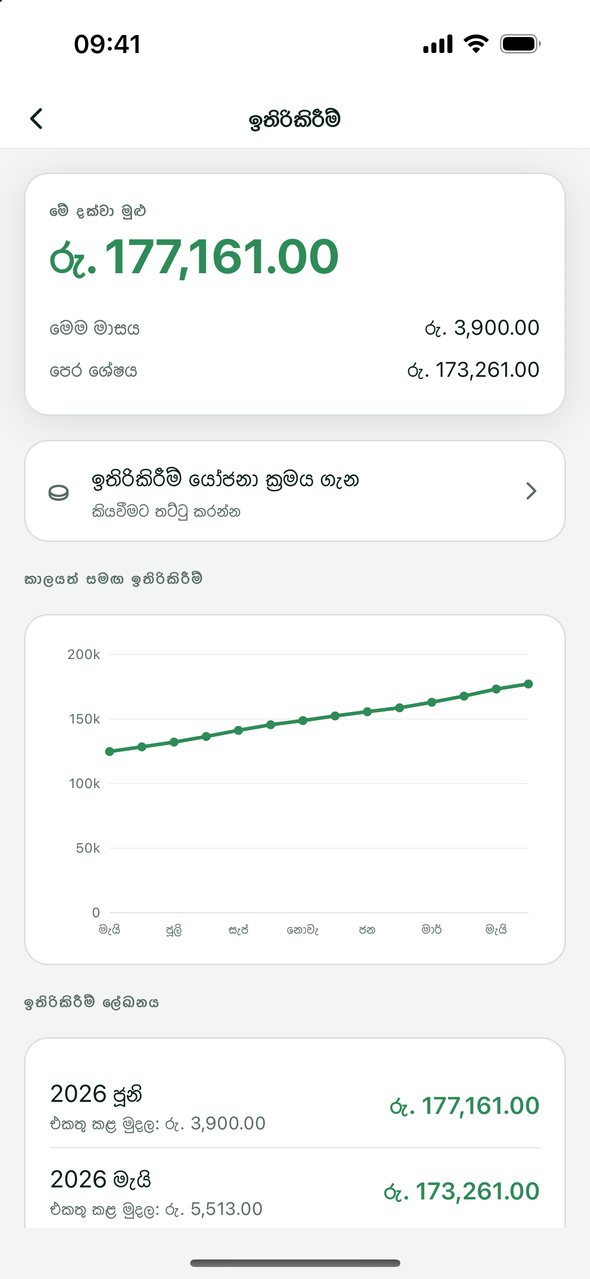 09:41
ඉතිරිකිරීම්
මේ දක්වා මුළු
රු. 177,161.00
මෙම මාසය
රු. 3,900.00
පෙර ශේෂය
රු. 173,261.00
ඉතිරිකිරීම් යෝජනා ක්‍රමය ගැන
කියවීමට තට්ටු කරන්න
කාලයත් සමඟ ඉතිරිකිරීම්
200k
150k
100k
50k
0
මැයි ජූලි සැප් නොවැ ජන මාර් මැයි
ඉතිරිකිරීම් ලේඛනය
2026 ජූනි
රු. 177,161.00
එකතු කළ මුදල: රු. 3,900.00
2026 මැයි
රු. 173,261.00
එකතු කළ මුදල: රු. 5,513.00